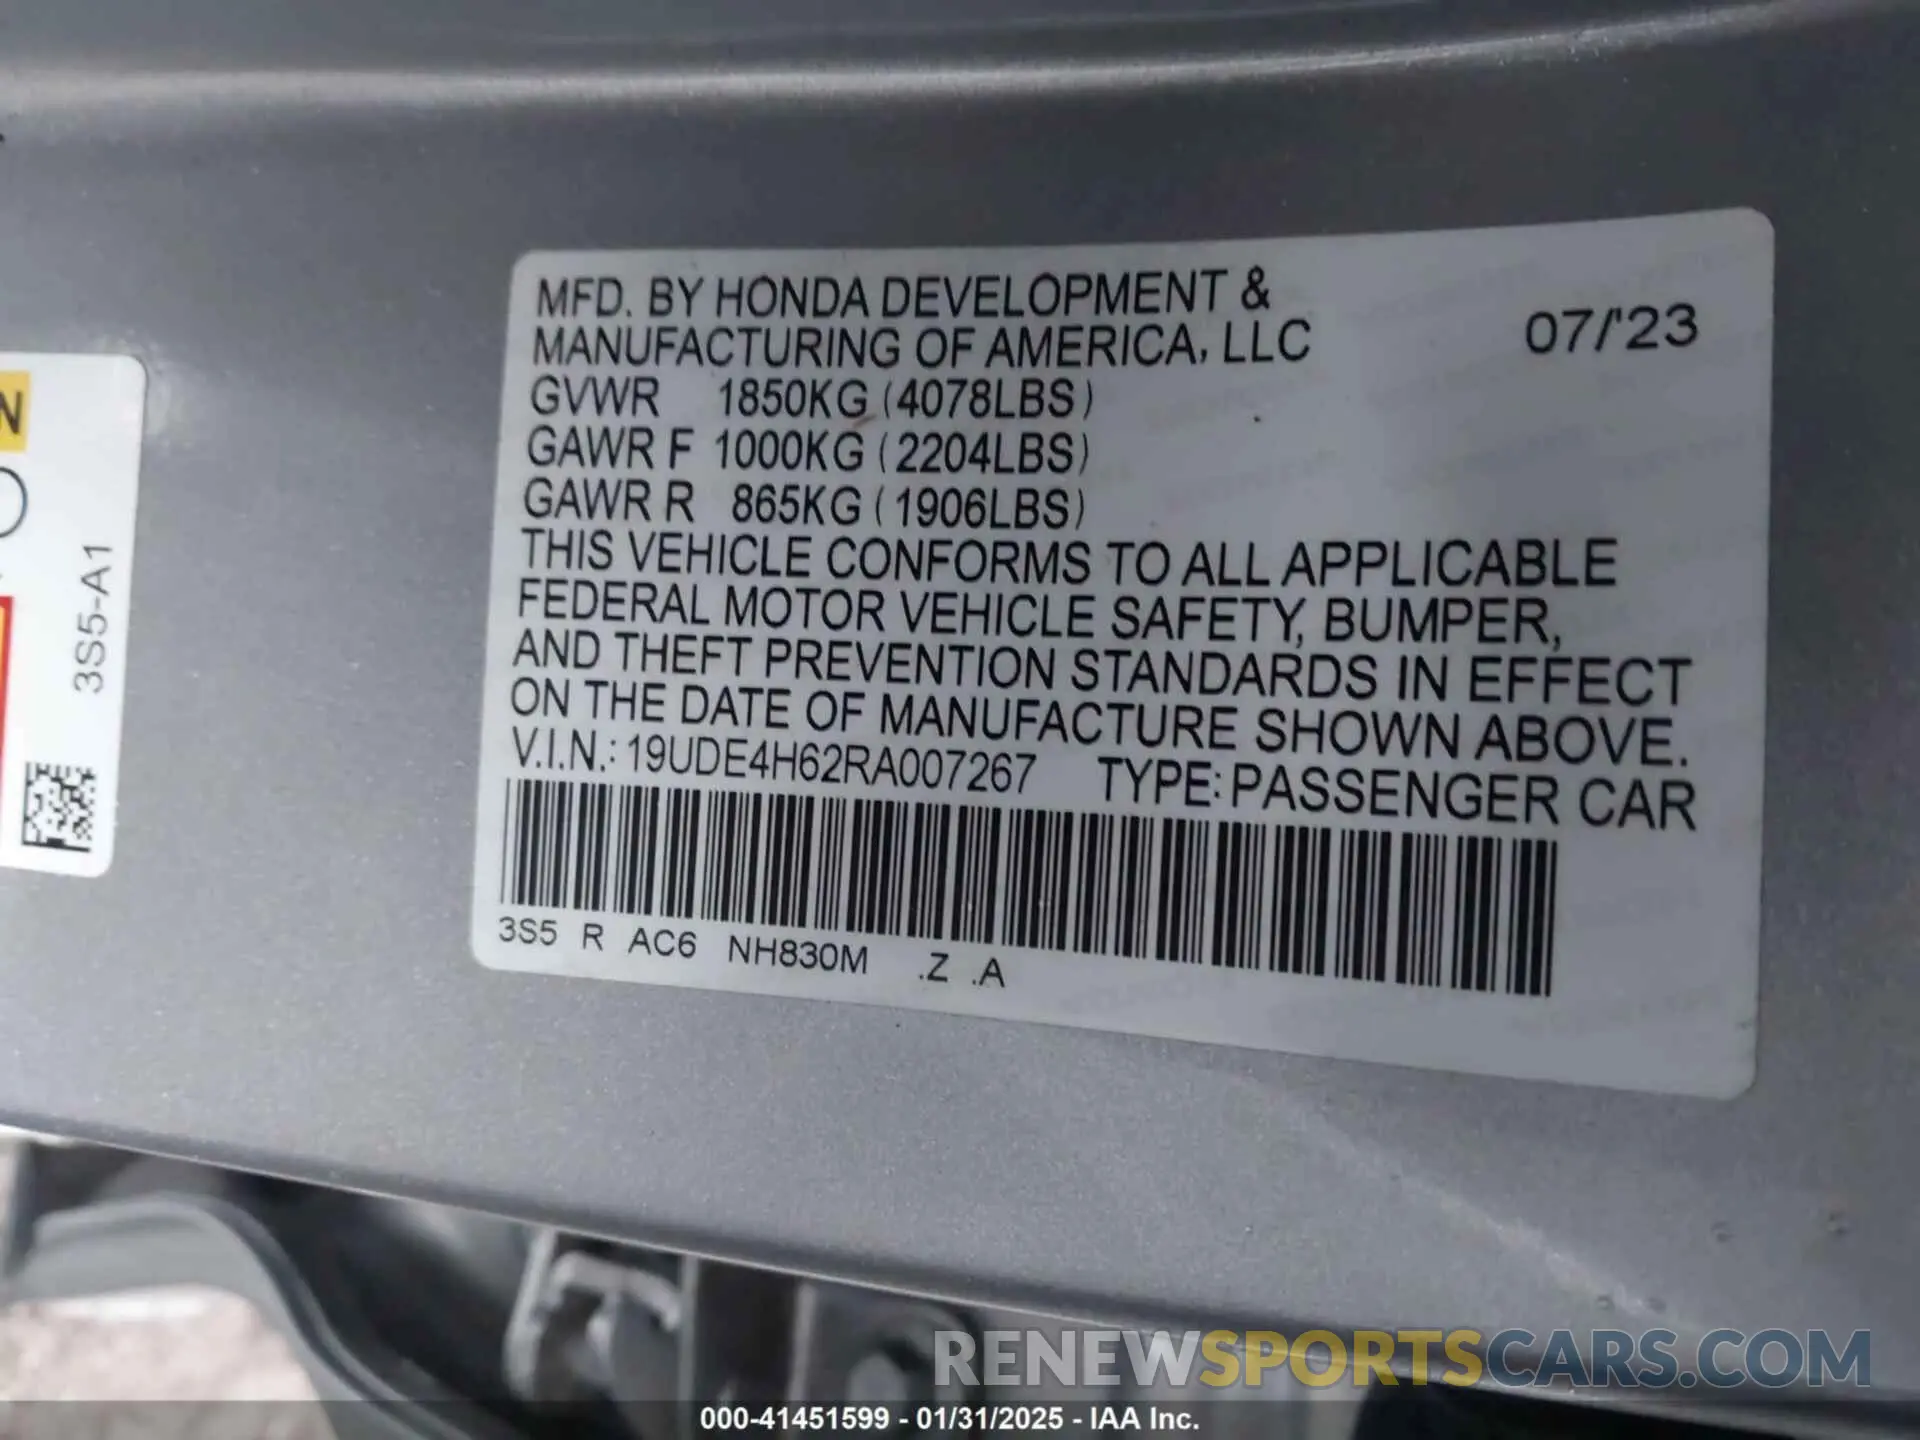 MFD. BY HONDA DEVELOPMENT &
MANUFACTURING OF AMERICA, LLC 07/'23
GVWR 1850KG (4078LBS)
GAWR F 1000KG (2204LBS)
GAWR R 865KG (1906LBS)
THIS VEHICLE CONFORMS TO ALL APPLICABLE
FEDERAL MOTOR VEHICLE SAFETY, BUMPER,
AND THEFT PREVENTION STANDARDS IN EFFECT
ON THE DATE OF MANUFACTURE SHOWN ABOVE.
V.I.N.: 19UDE4H62RA007267 TYPE: PASSENGER CAR
3S5 R AC6 NH830M .Z .A
N
3S5-A1
RENEWSPORTSCARS.COM
000-41451599 - 01/31/2025 - IAA Inc.